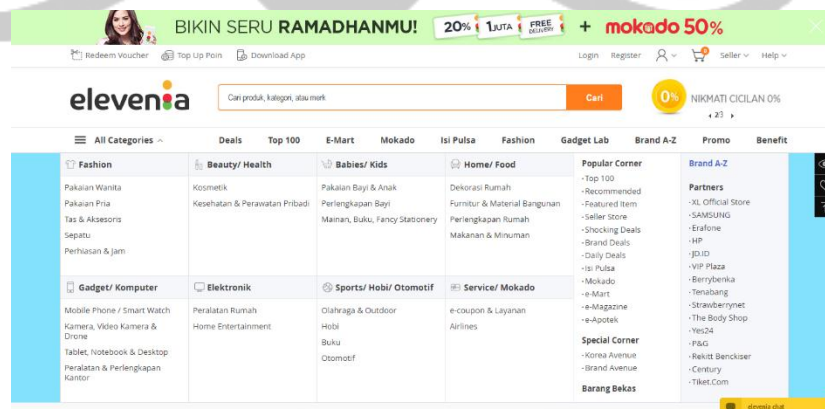 BIKIN SERU RAMADHANMU! 20% 1JUTA FREE DELIVERY + mokado 50%
Redeem Voucher Top Up Poin Download App Login Register 0 Seller Help
elevenia Cari produk, kategori, atau merk Cari 0% NIKMATI CICILAN 0%
2/3
All Categories Deals Top 100 E-Mart Mokado Isi Pulsa Fashion Gadget Lab Brand A-Z Promo Benefit
Fashion
Pakaian Wanita
Pakaian Pria
Tas & Aksesoris
Sepatu
Perhiasan & Jam
Beauty/ Health
Kosmetik
Kesehatan & Perawatan Pribadi
Babies/ Kids
Pakaian Bayi & Anak
Perlengkapan Bayi
Mainan, Buku, Fancy Stationery
Home/ Food
Dekorasi Rumah
Furnitur & Material Bangunan
Perlengkapan Rumah
Makanan & Minuman
Gadget/ Komputer
Mobile Phone / Smart Watch
Kamera, Video Kamera &
Drone
Tablet, Notebook & Desktop
Peralatan & Perlengkapan
Kantor
Elektronik
Peralatan Rumah
Home Entertainment
Sports/ Hobi/ Otomotif
Olahraga & Outdoor
Hobi
Buku
Otomotif
Service/ Mokado
e-coupon & Layanan
Airlines
Popular Corner
-Top 100
-Recommended
-Featured Item
-Seller Store
-Shocking Deals
-Brand Deals
-Daily Deals
-Isi Pulsa
-Mokado
-e-Mart
-e-Magazine
-e-Apotek
Special Corner
-Korea Avenue
-Brand Avenue
Barang Bekas
Brand A-Z
Partners
-XL Official Store
-SAMSUNG
-Erafone
-HP
-JD.ID
-VIP Plaza
-Berrybenka
-Tenabang
-Strawberrynet
-The Body Shop
-Yes24
-P&G
-Rekitt Benckiser
-Century
-Tiket.Com
elevenia chat